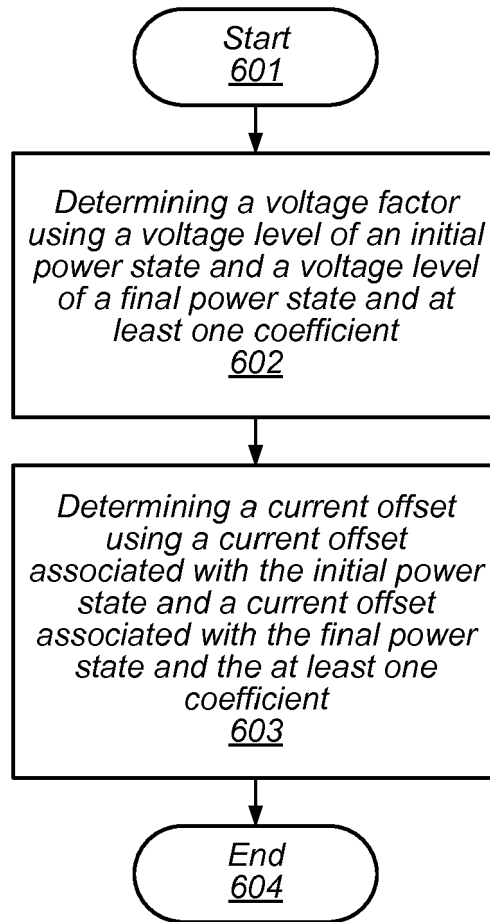 Start
601
Determining a voltage factor
using a voltage level of an initial
power state and a voltage level
of a final power state and at
least one coefficient
602
Determining a current offset
using a current offset
associated with the initial power
state and a current offset
associated with the final power
state and the at least one
coefficient
603
End
604